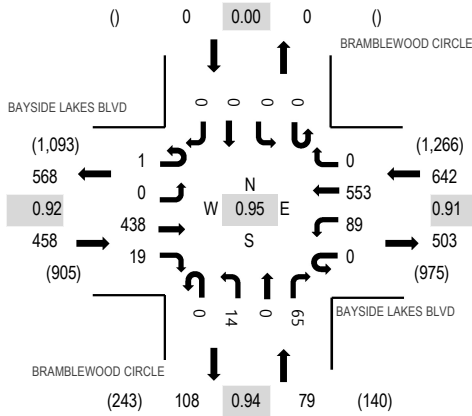 () 0 0.00 0 ()
BRAMBLEWOOD CIRCLE
BAYSIDE LAKES BLVD
0 0 0 0
(1,093) (1,266)
568 1 0 642
0 N 553
0.92 W 0.95 E 0.91
438 S 89
458 19 0 503
(905) (975)
0 14 0 65
BAYSIDE LAKES BLVD
BRAMBLEWOOD CIRCLE
(243) 108 0.94 79 (140)